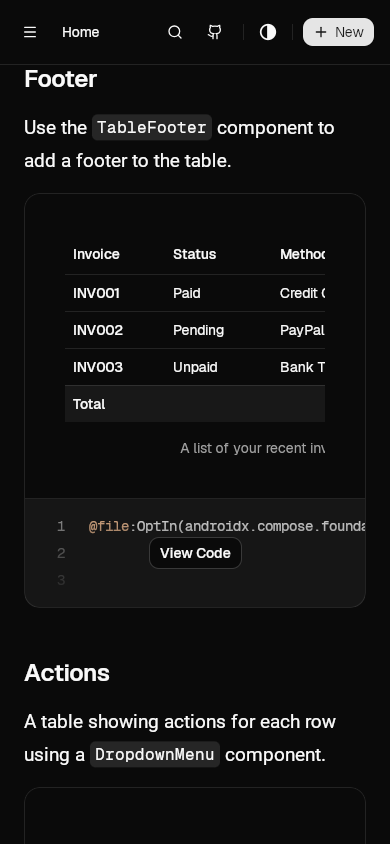 Home
New
Footer
Use the TableFooter component to
add a footer to the table.
Invoice Status Method
INV001 Paid Credit C
INV002 Pending PayPal
INV003 Unpaid Bank T
Total
A list of your recent inv
1 @file:OptIn(androidx.compose.founda
2
View Code
3
Actions
A table showing actions for each row
using a DropdownMenu component.